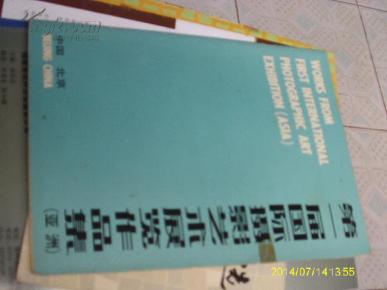 第一届国际摄影艺术展览作品集
(亚洲)
WORKS FROM
FIRST INTERNATIONAL
PHOTOGRAPHIC ART
EXHIBITION (ASIA)
中国 北京
BEIJING CHINA
2014/07/14 13:55